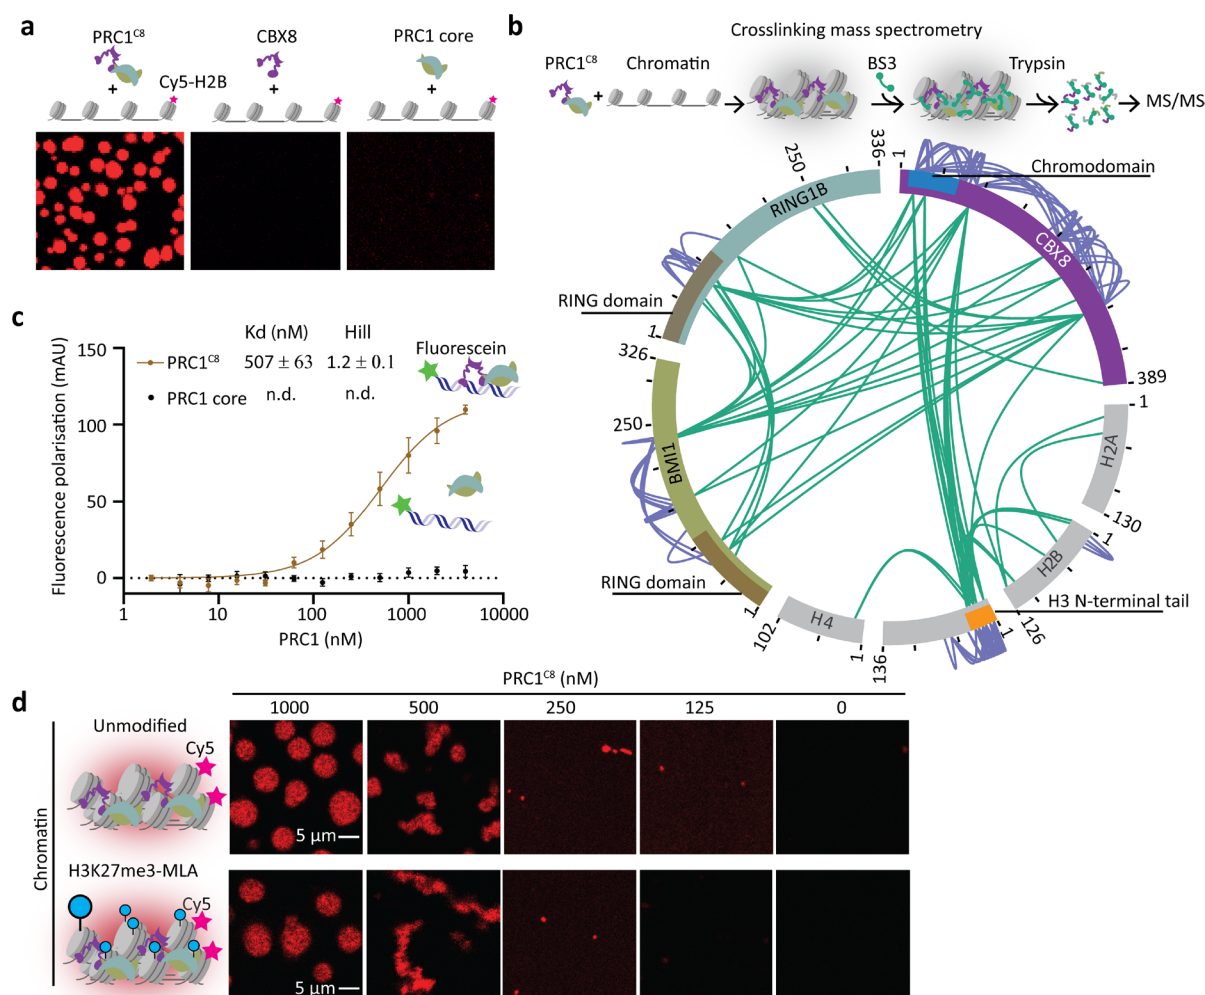 a
PRC1C8
CBX8
PRC1 core
+
Cy5-H2B
+
+
b
Crosslinking mass spectrometry
PRC1C8
Chromatin
BS3
Trypsin
+
MS/MS
250
336
1
Chromodomain
RING1B
CBX8
RING domain
1
389
326
1
250
H2A
BMI1
130
1
H2B
RING domain
H3 N-terminal tail
1
102
H4
1
136
1
126
c
Kd (nM)
Hill
PRC1C8
507 ± 63
1.2 ± 0.1
PRC1 core
n.d.
n.d.
Fluorescein
Fluorescence polarisation (mAU)
150
100
50
0
1
10
100
1000
10000
PRC1 (nM)
d
PRC1C8 (nM)
1000
500
250
125
0
Chromatin
Unmodified
Cy5
5 µm
5 µm
H3K27me3-MLA
Cy5
5 µm
5 µm